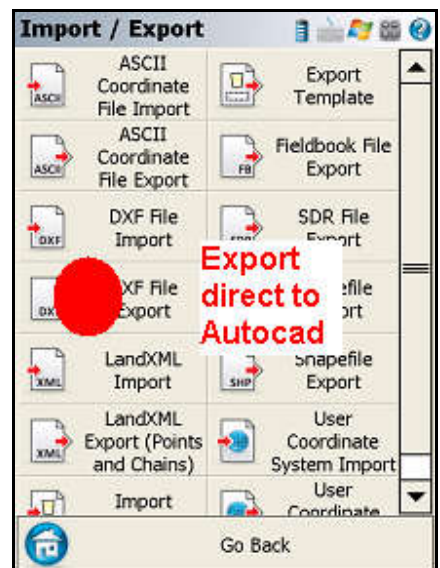 Import / Export
ASCII
Coordinate
File Import
Export
Template
ASCII
Coordinate
File Export
Fieldbook File
Export
DXF File
Import
SDR File
Export
XF File
Export
Export
direct to
Autocad
efile
ort
LandXML
Import
Shapefile
Export
LandXML
Export (Points
and Chains)
User
Coordinate
System Import
Import
User
Coordinate
Go Back
ASCII
ASCII
FB
DXF
XML
SHP
XML